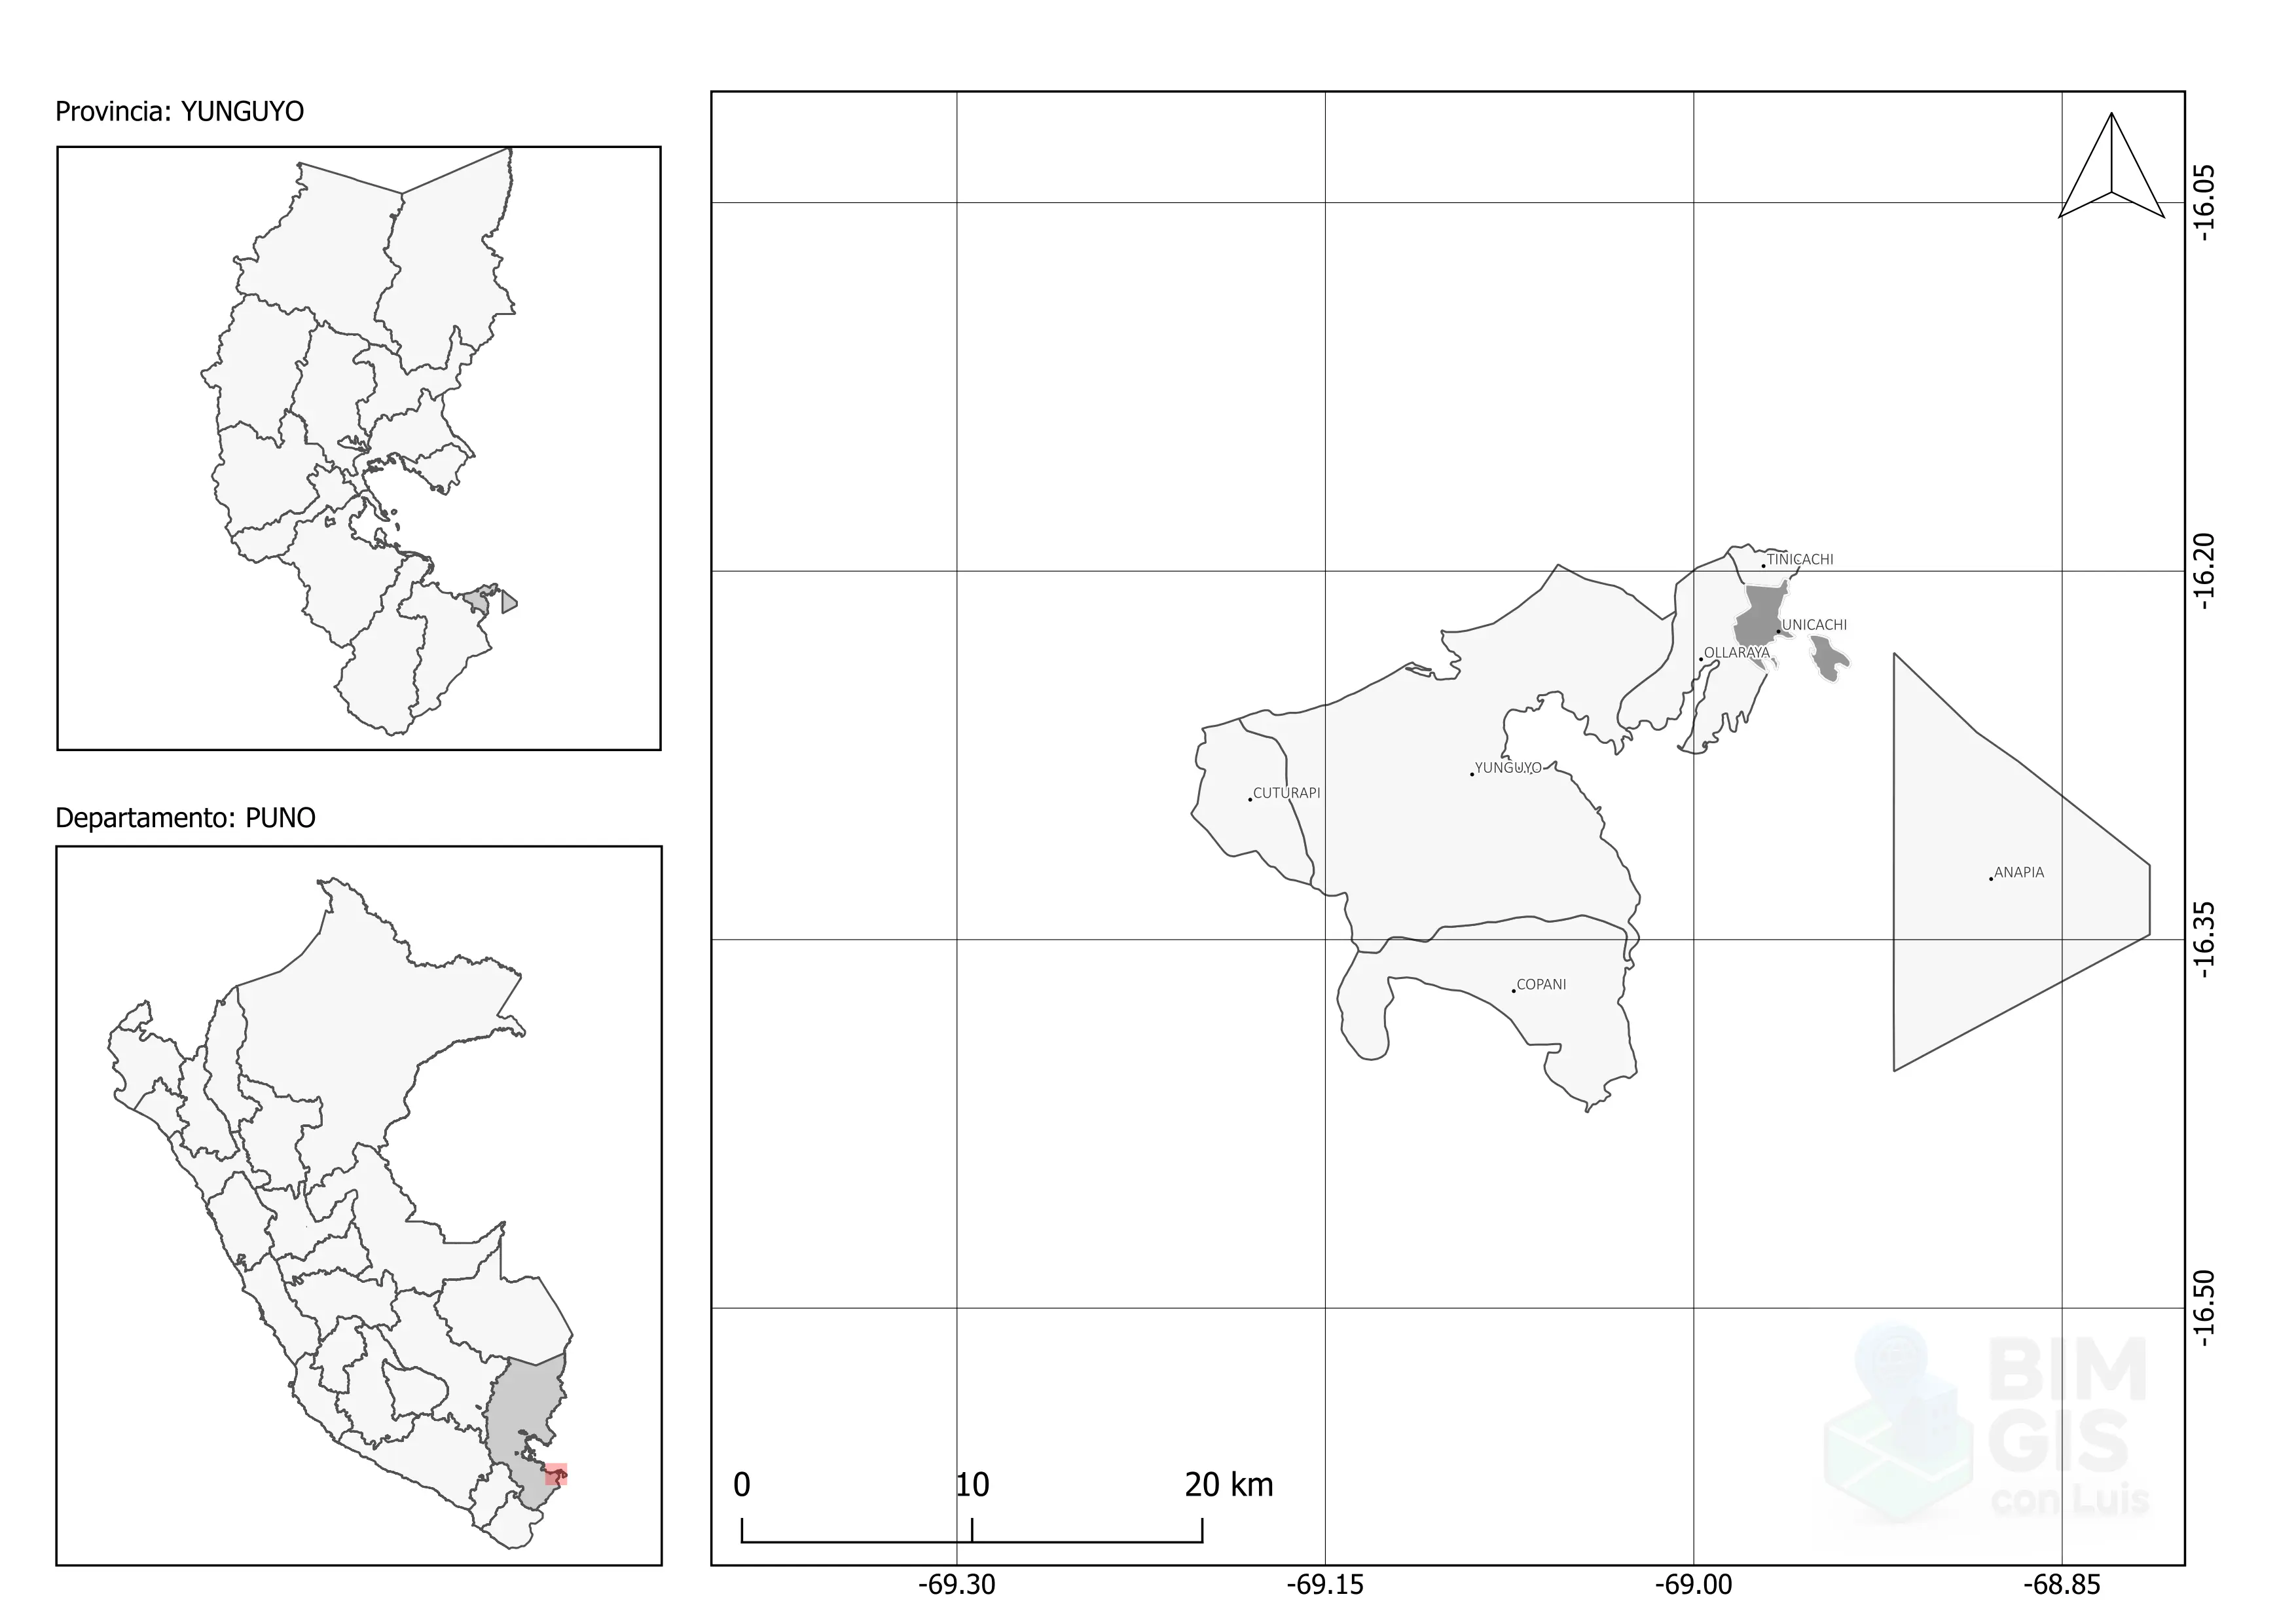 Provincia: YUNGUYO
Departamento: PUNO
TINICACHI
UNICACHI
OLLARAYA
YUNGUYO
CUTURAPI
ANAPIA
COPANI
-16.05
-16.20
-16.35
-16.50
0 10 20 km
-69.30 -69.15 -69.00 -68.85
BIM
GIS
con Luis